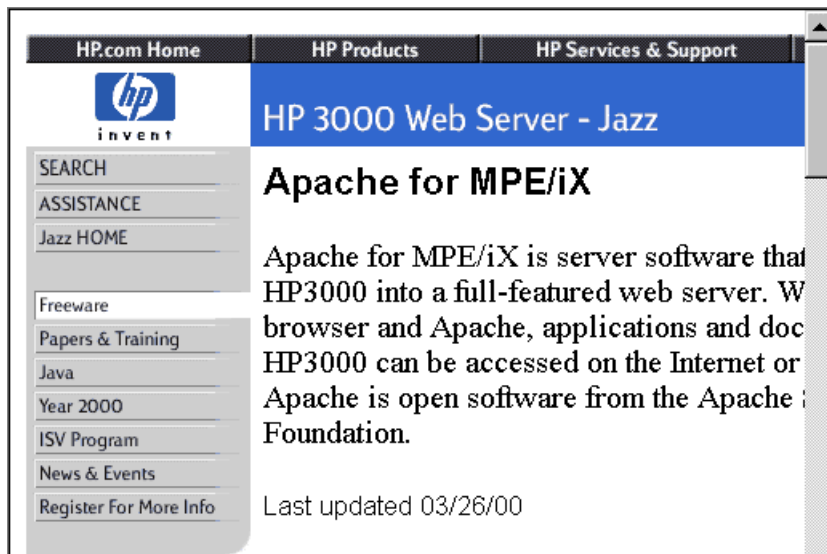 HP.com Home HP Products HP Services & Support
hp
invent
HP 3000 Web Server - Jazz
SEARCH
ASSISTANCE
Jazz HOME
Freeware
Papers & Training
Java
Year 2000
ISV Program
News & Events
Register For More Info
Apache for MPE/iX
Apache for MPE/iX is server software that
HP3000 into a full-featured web server. W
browser and Apache, applications and doc
HP3000 can be accessed on the Internet or
Apache is open software from the Apache
Foundation.
Last updated 03/26/00